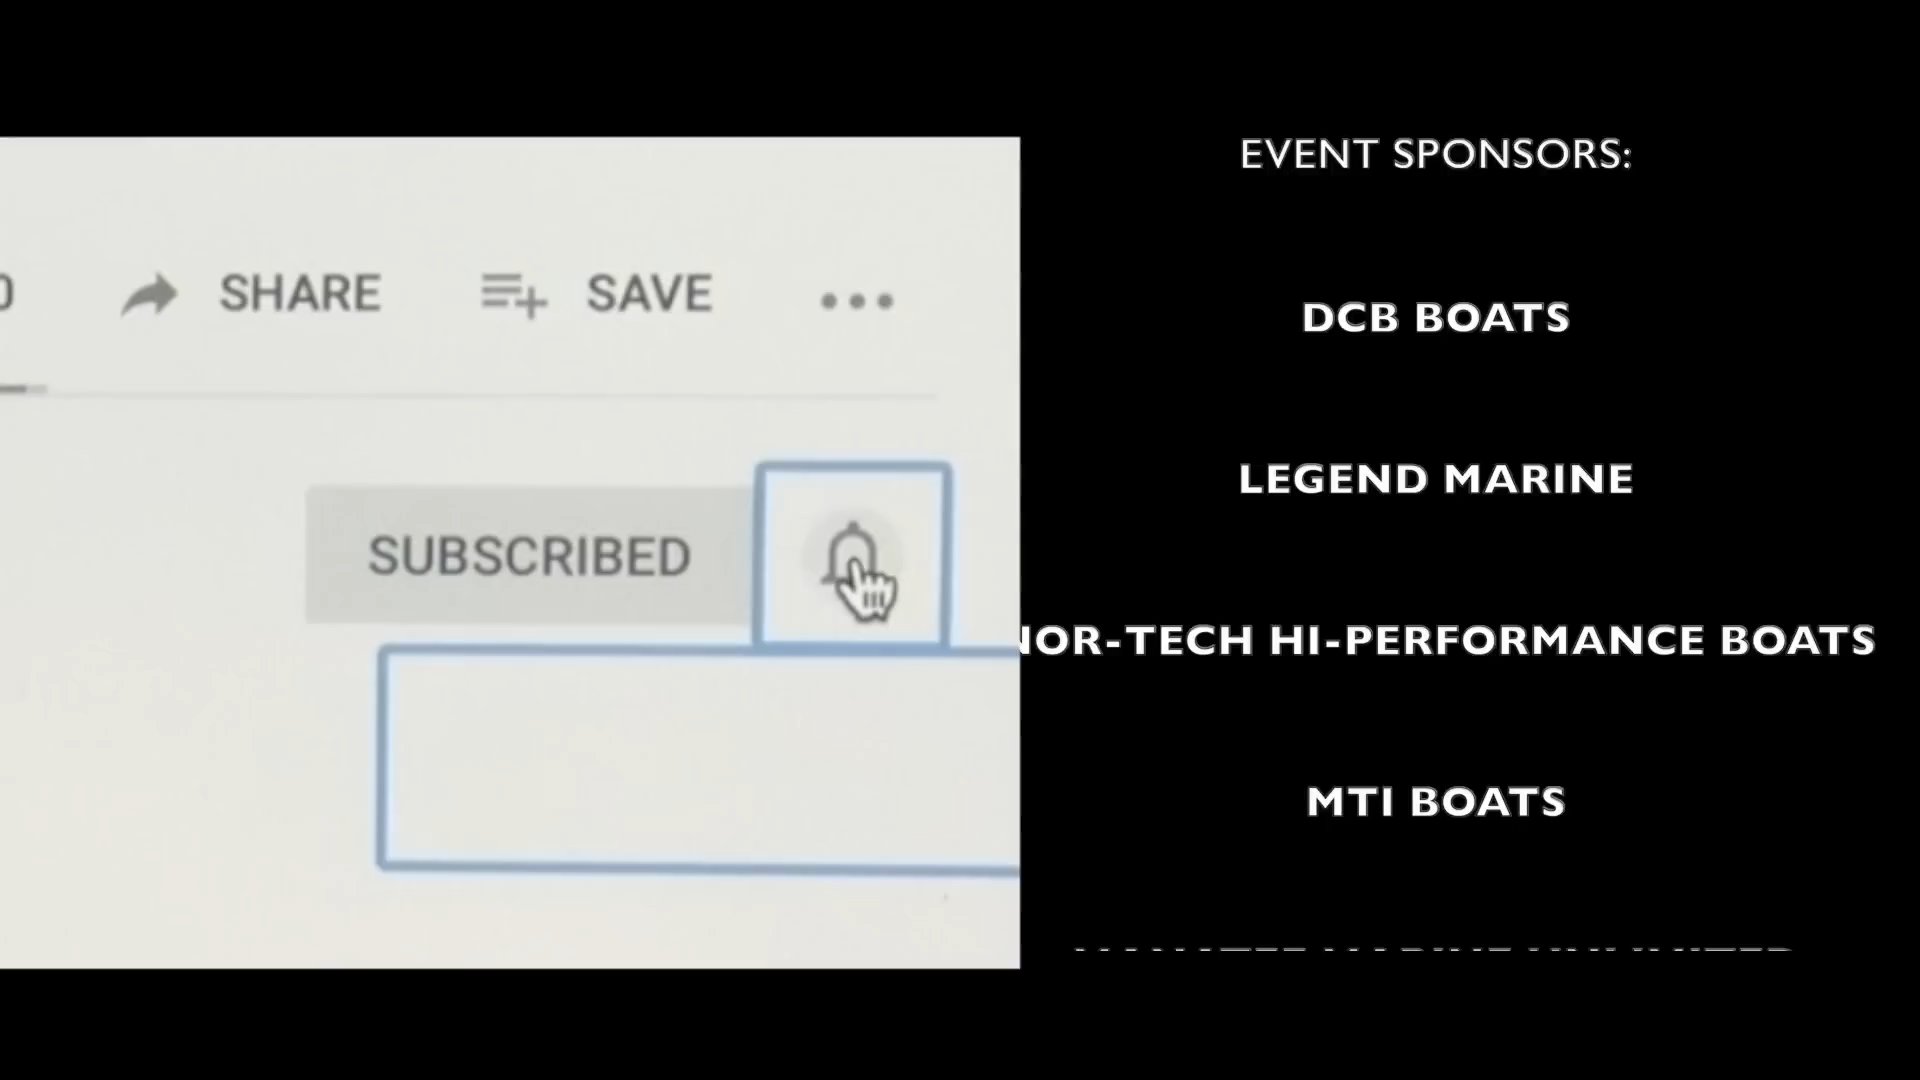 SHARE
SAVE
SUBSCRIBED
EVENT SPONSORS:
DCB BOATS
LEGEND MARINE
NOR-TECH HI-PERFORMANCE BOATS
MTI BOATS